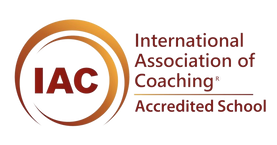 IAC
International
Association of
Coaching®
Accredited School